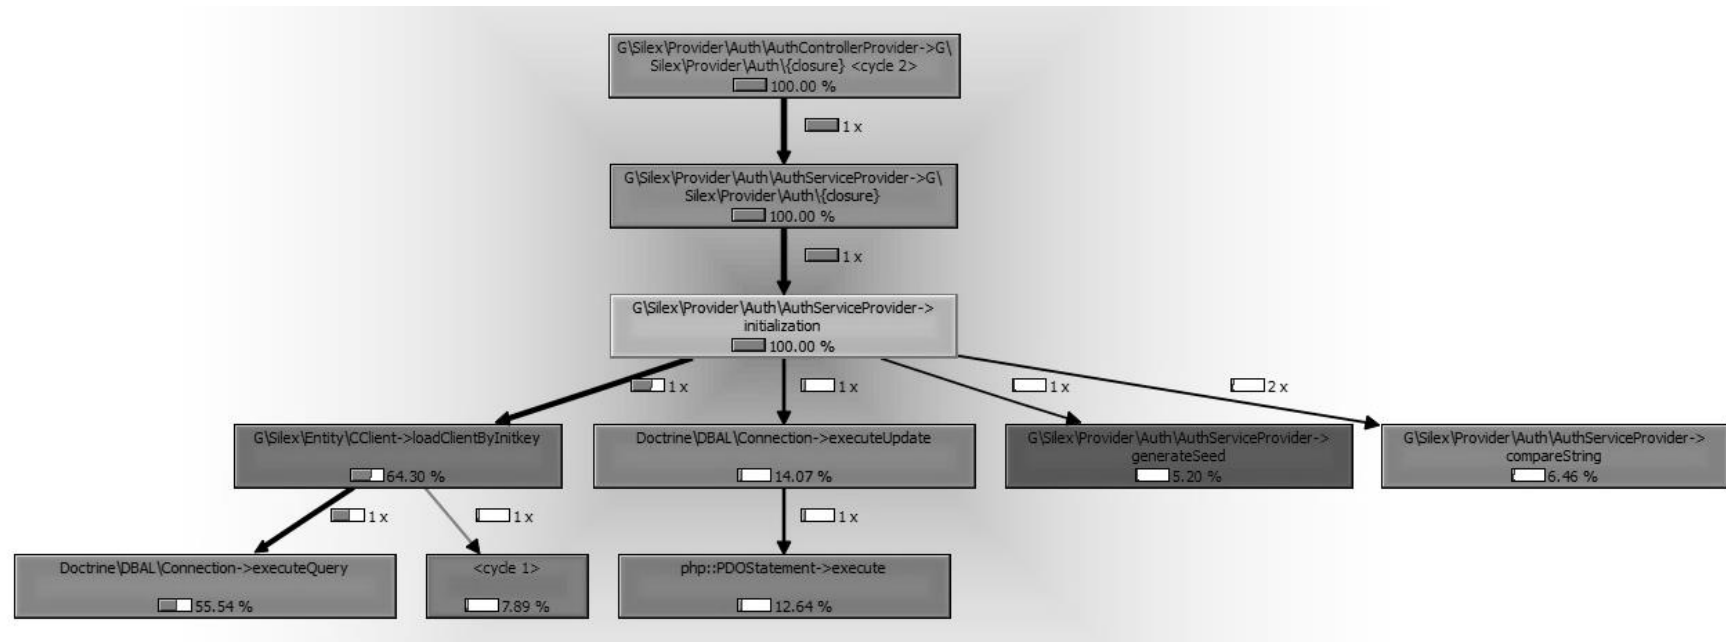 G\Silex\Provider\Auth\AuthControllerProvider->G\
Silex\Provider\Auth\{closure} <cycle 2>
100.00 %
1 x
G\Silex\Provider\Auth\AuthServiceProvider->G\
Silex\Provider\Auth\{closure}
100.00 %
1 x
G\Silex\Provider\Auth\AuthServiceProvider->
initialization
100.00 %
1 x
1 x
1 x
2 x
G\Silex\Entity\CClient->loadClientByInitkey
64.30 %
Doctrine\DBAL\Connection->executeUpdate
14.07 %
G\Silex\Provider\Auth\AuthServiceProvider->
generateSeed
5.20 %
G\Silex\Provider\Auth\AuthServiceProvider->
compareString
6.46 %
1 x
1 x
1 x
Doctrine\DBAL\Connection->executeQuery
55.54 %
<cycle 1>
7.89 %
php::PDOStatement->execute
12.64 %